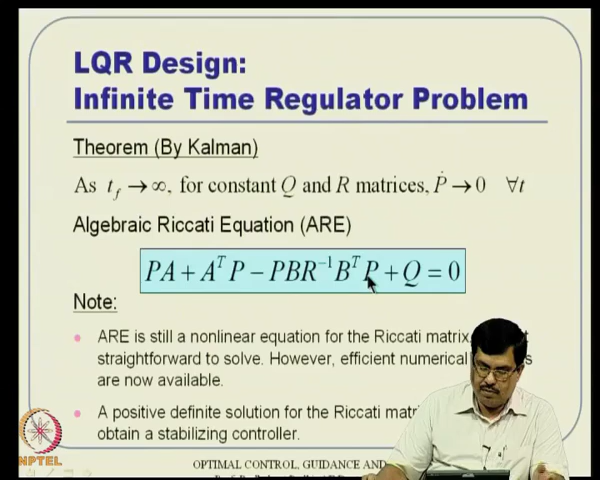 LQR Design:
Infinite Time Regulator Problem
Theorem (By Kalman)
As t_f → ∞, for constant Q and R matrices, Ṗ → 0 ∀t
Algebraic Riccati Equation (ARE)
PA + A^T P − PBR^{−1} B^T P + Q = 0
Note:
ARE is still a nonlinear equation for the Riccati matrix
straightforward to solve. However, efficient numerical
are now available.
A positive definite solution for the Riccati
obtain a stabilizing controller.
NPTEL
OPTIMAL CONTROL, GUIDANCE AND